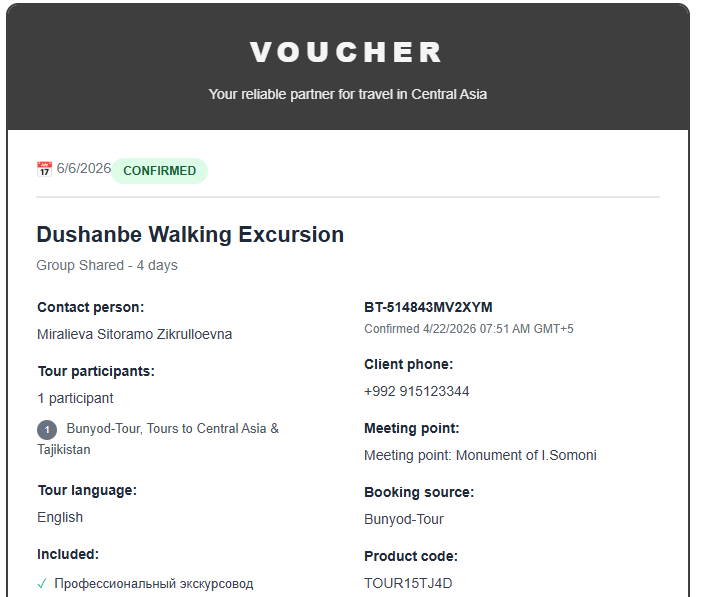 VOUCHER
Your reliable partner for travel in Central Asia
📅 6/6/2026 CONFIRMED
Dushanbe Walking Excursion
Group Shared - 4 days
Contact person:
Miralieva Sitoramo Zikrulloevna
Tour participants:
1 participant
1 Bunyod-Tour, Tours to Central Asia &
Tajikistan
Tour language:
English
Included:
✓ Профессиональный экскурсовод
BT-514843MV2XYM
Confirmed 4/22/2026 07:51 AM GMT+5
Client phone:
+992 915123344
Meeting point:
Meeting point: Monument of I.Somoni
Booking source:
Bunyod-Tour
Product code:
TOUR15TJ4D